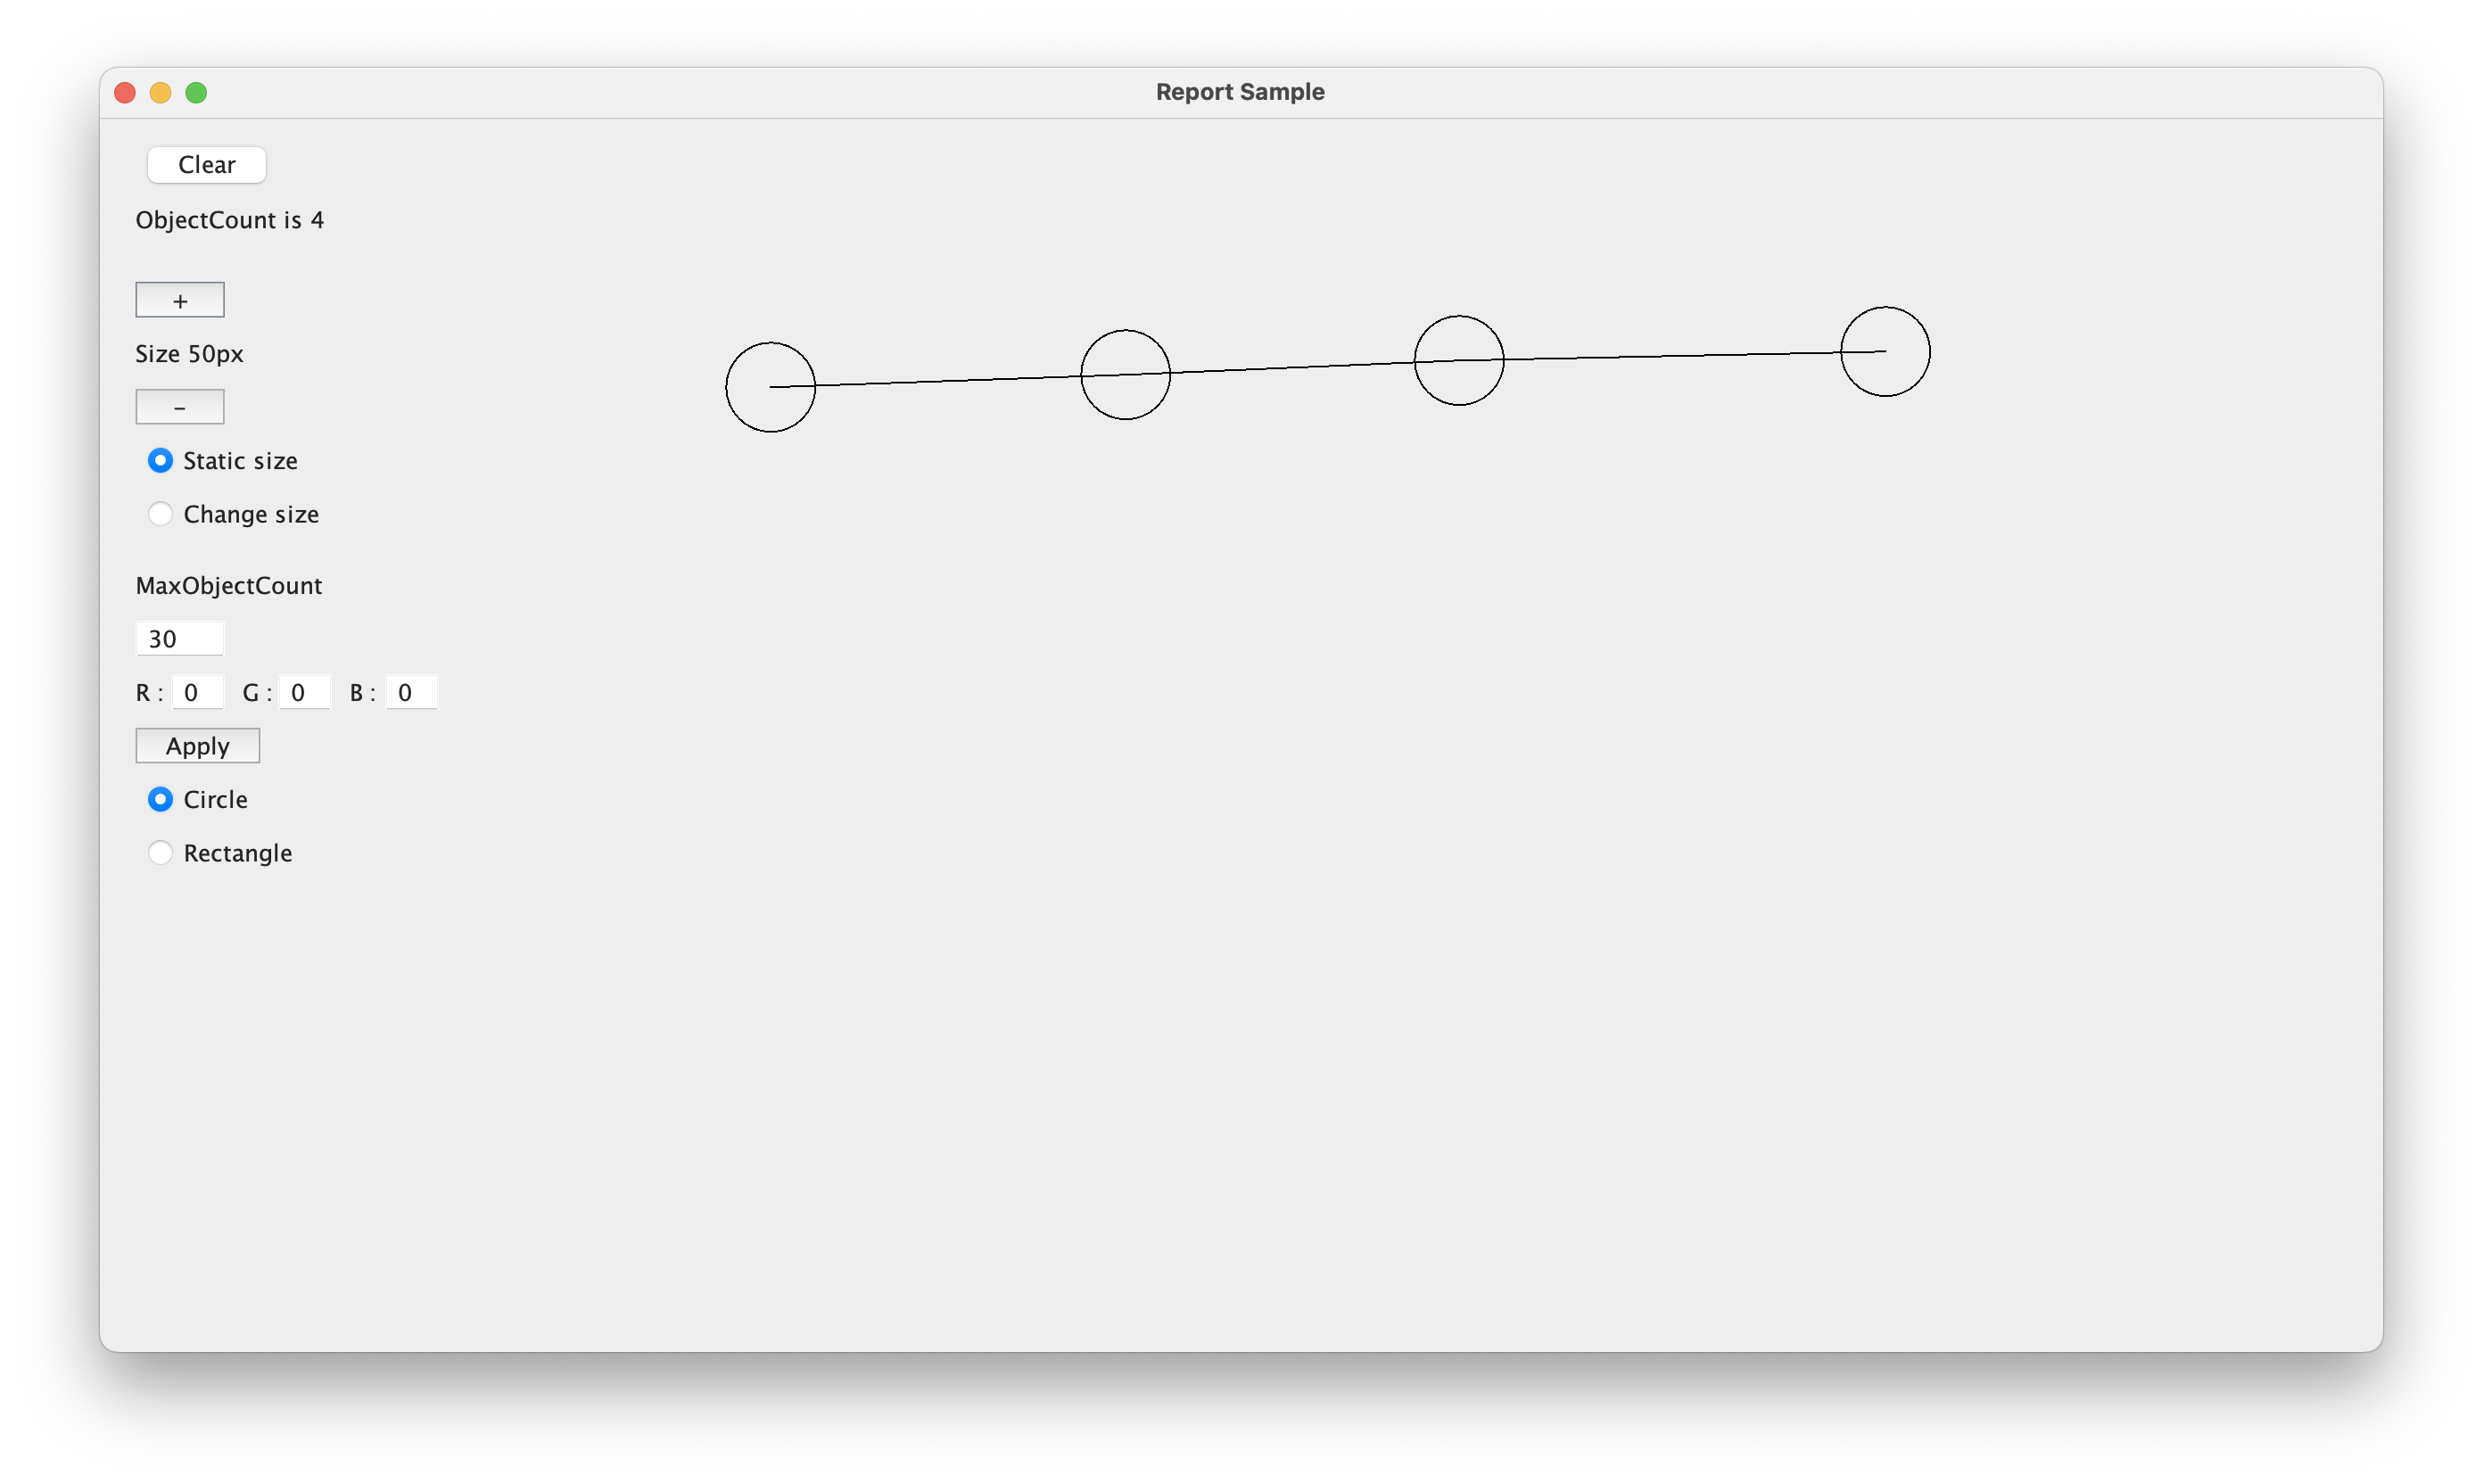 Report Sample
Clear
ObjectCount is 4
+
Size 50px
-
Static size
Change size
MaxObjectCount
30
R : 0 G : 0 B : 0
Apply
Circle
Rectangle